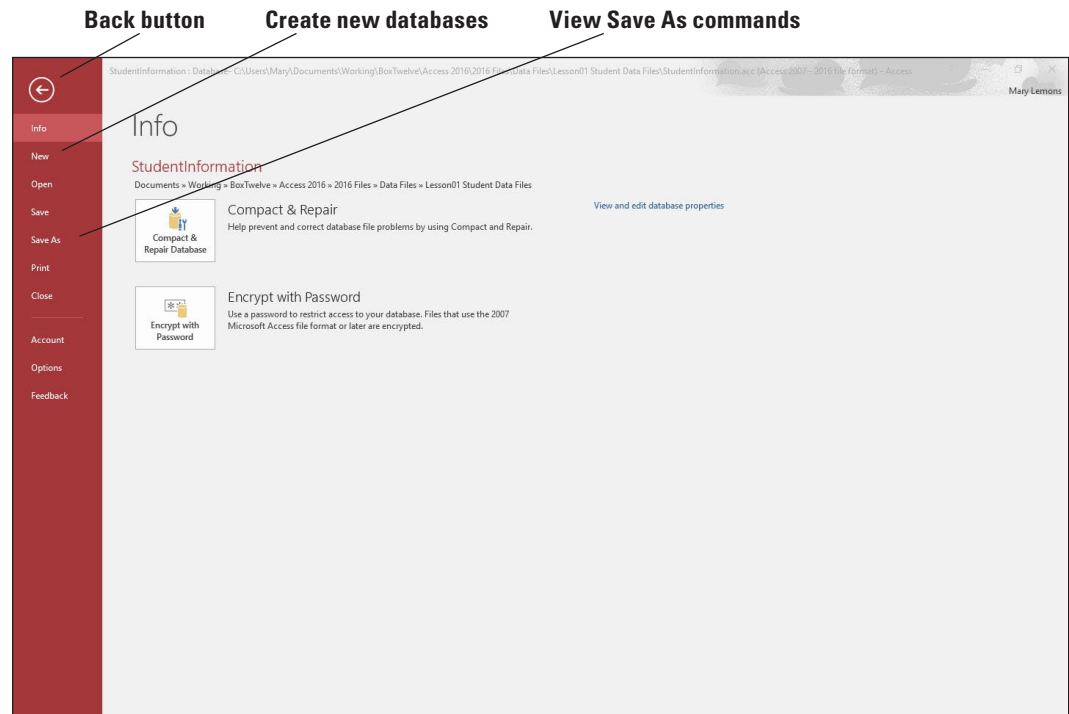 Back button Create new databases View Save As commands
StudentInformation : Database- C:\Users\Mary\Documents\Working\BoxTwelve\Access 2016\2016 Files\Data Files\Lesson01 Student Data Files\StudentInformation.acc (Access 2007 - 2016 file format) - Access
Mary Lemons
Info
New
Open
Save
Save As
Print
Close
Account
Options
Feedback
Info
StudentInformation
Documents » Working » BoxTwelve » Access 2016 » 2016 Files » Data Files » Lesson01 Student Data Files
Compact &
Repair Database
Compact & Repair
Help prevent and correct database file problems by using Compact and Repair.
View and edit database properties
Encrypt with
Password
Encrypt with Password
Use a password to restrict access to your database. Files that use the 2007
Microsoft Access file format or later are encrypted.